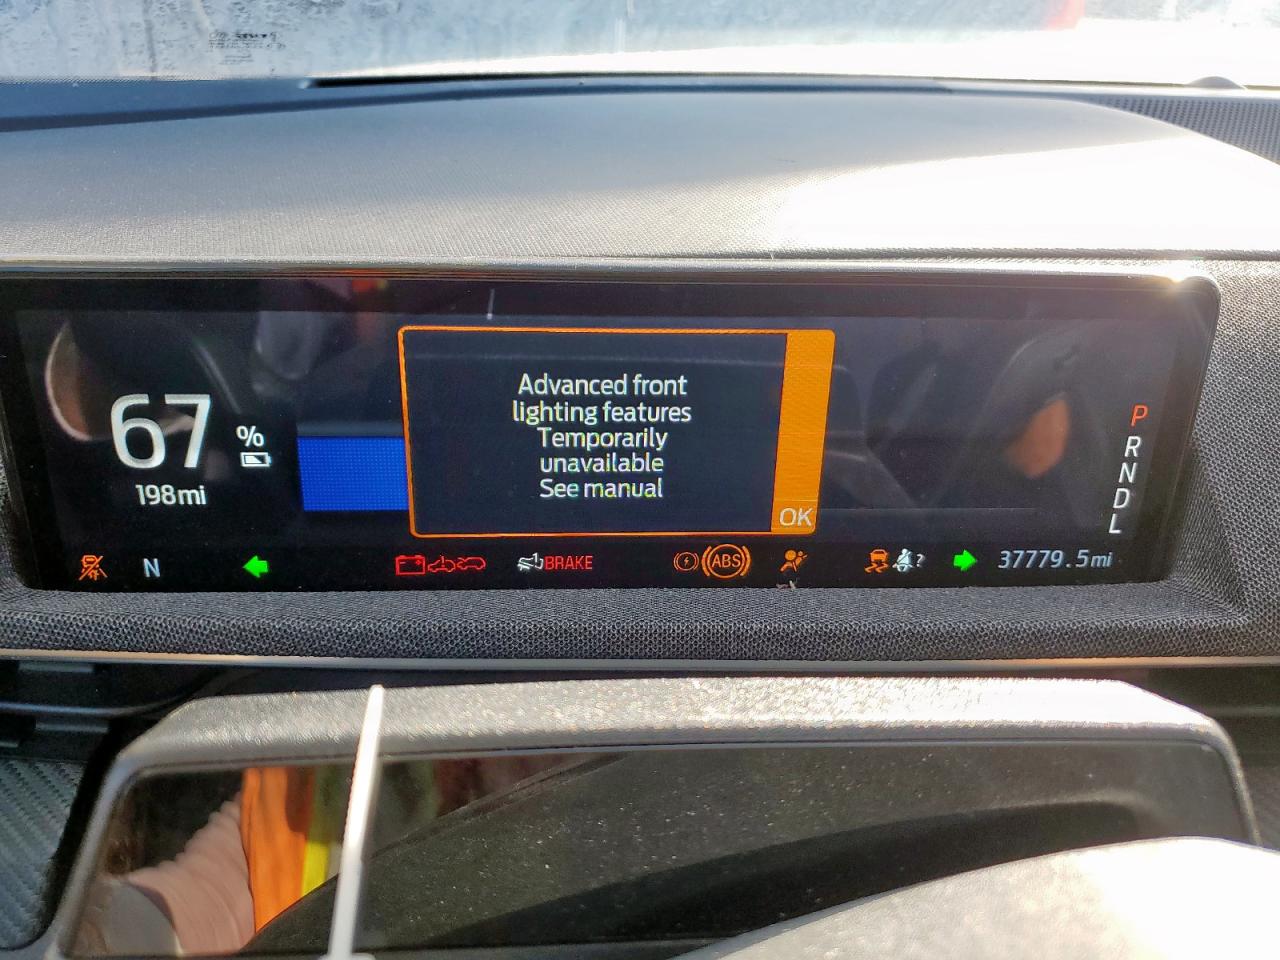 67
%
198mi
Advanced front
lighting features
Temporarily
unavailable
See manual
OK
P
R
N
D
L
N
BRAKE
ABS
?
37779.5mi